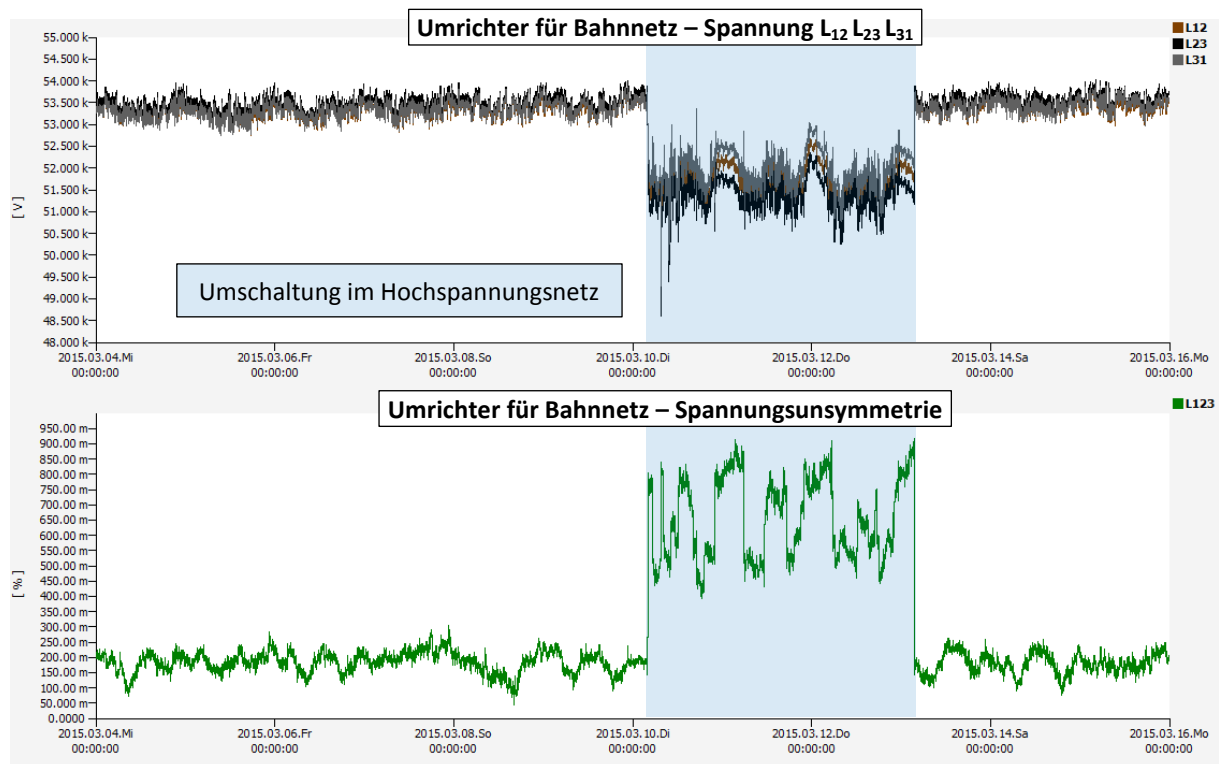 Umrichter für Bahnnetz – Spannung L12 L23 L31
L12
L23
L31
55.000 k
54.500 k
54.000 k
53.500 k
53.000 k
52.500 k
52.000 k
51.500 k
51.000 k
50.500 k
50.000 k
49.500 k
49.000 k
48.500 k
48.000 k
[ V ]
Umschaltung im Hochspannungsnetz
2015.03.04.Mi 2015.03.06.Fr 2015.03.08.So 2015.03.10.Di 2015.03.12.Do 2015.03.14.Sa 2015.03.16.Mo
00:00:00 00:00:00 00:00:00 00:00:00 00:00:00 00:00:00 00:00:00
Umrichter für Bahnnetz – Spannungsunsymmetrie
L123
950.00 m
900.00 m
850.00 m
800.00 m
750.00 m
700.00 m
650.00 m
600.00 m
550.00 m
500.00 m
450.00 m
400.00 m
350.00 m
300.00 m
250.00 m
200.00 m
150.00 m
100.00 m
50.000 m
0.0000
[ % ]
2015.03.04.Mi 2015.03.06.Fr 2015.03.08.So 2015.03.10.Di 2015.03.12.Do 2015.03.14.Sa 2015.03.16.Mo
00:00:00 00:00:00 00:00:00 00:00:00 00:00:00 00:00:00 00:00:00